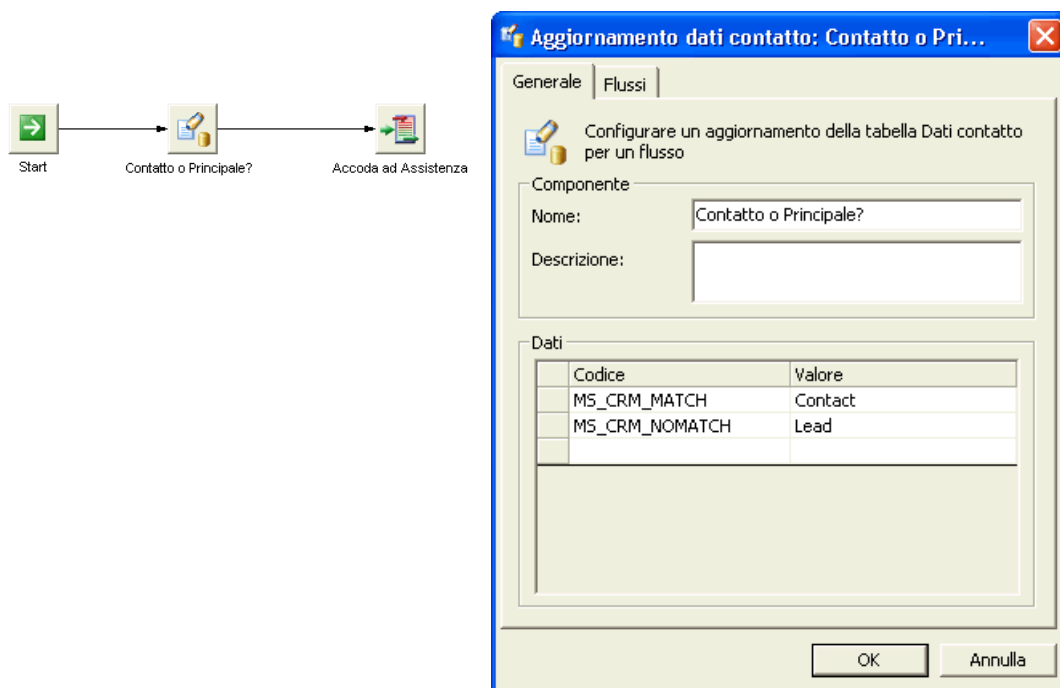 Start
Contatto o Principale?
Accoda ad Assistenza
Aggiornamento dati contatto: Contatto o Pri...
Generale
Flussi
Configurare un aggiornamento della tabella Dati contatto
per un flusso
Componente
Nome:
Contatto o Principale?
Descrizione:
Dati
Codice Valore
MS_CRM_MATCH Contact
MS_CRM_NOMATCH Lead
OK Annulla